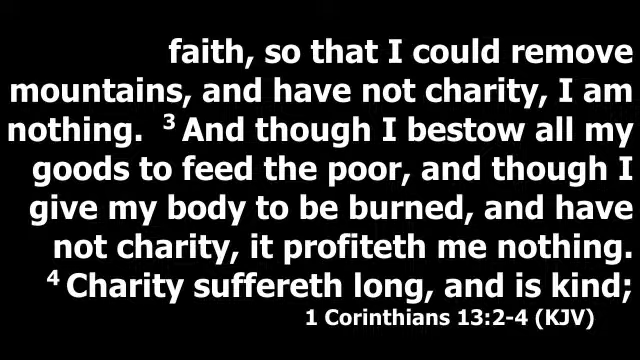 faith, so that I could remove
mountains, and have not charity, I am
nothing. 3 And though I bestow all my
goods to feed the poor, and though I
give my body to be burned, and have
not charity, it profiteth me nothing.
4 Charity suffereth long, and is kind;
1 Corinthians 13:2-4 (KJV)